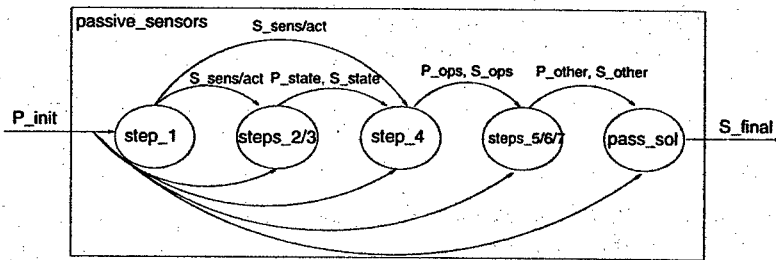 passive_sensors
S_sens/act
S_sens/act
P_state, S_state
P_ops, S_ops
P_other, S_other
P_init
step_1
steps_2/3
step_4
steps_5/6/7
pass_sol
S_final